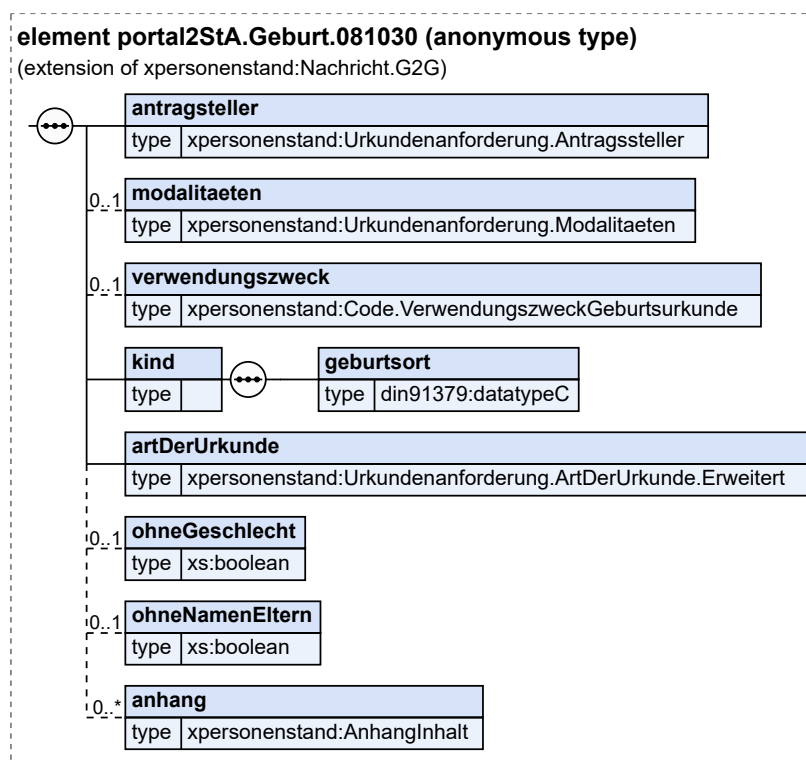 element portal2StA.Geburt.081030 (anonymous type)
(extension of xpersonenstand:Nachricht.G2G)
antragsteller
type xpersonenstand:Urkundenanforderung.Antragssteller
0..1 modalitaeten
type xpersonenstand:Urkundenanforderung.Modalitaeten
0..1 verwendungszweck
type xpersonenstand:Code.VerwendungszweckGeburtsurkunde
kind geburtsort
type type din91379:datatypeC
artDerUrkunde
type xpersonenstand:Urkundenanforderung.ArtDerUrkunde.Erweitert
0..1 ohneGeschlecht
type xs:boolean
0..1 ohneNamenEltern
type xs:boolean
0..* anhang
type xpersonenstand:AnhangInhalt